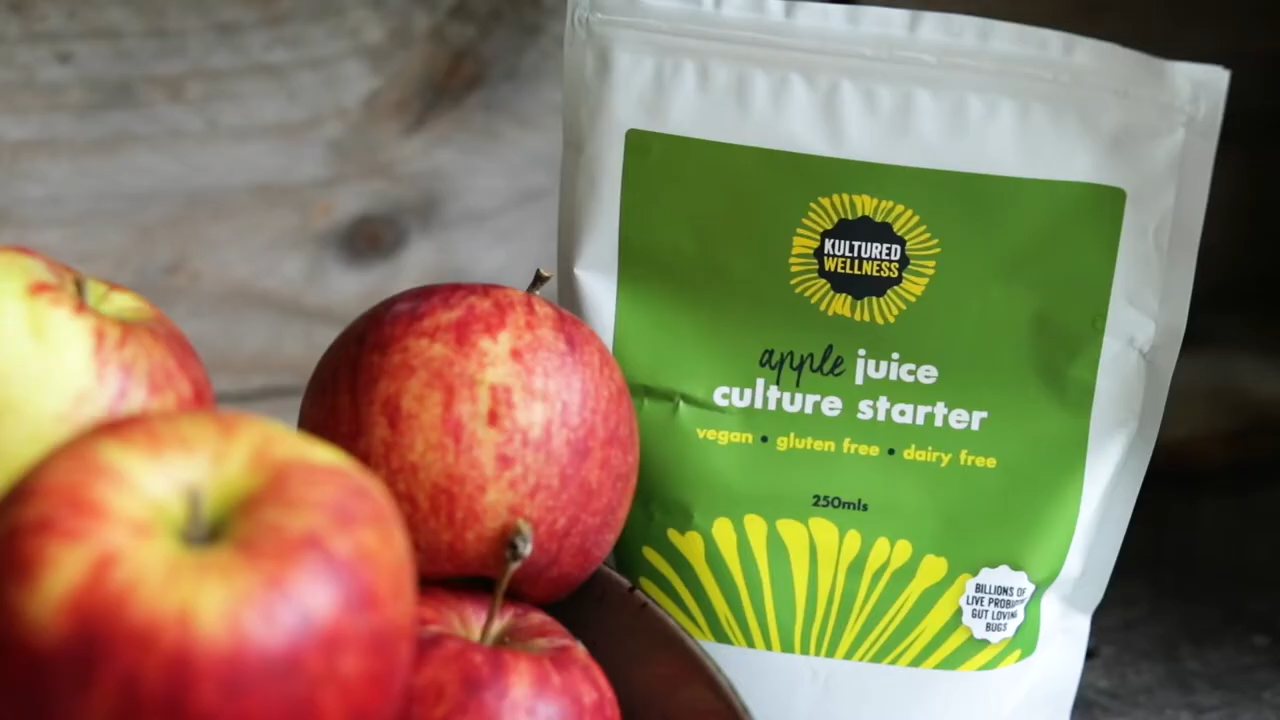 KULTURED
WELLNESS
apple juice
culture starter
vegan • gluten free • dairy free
250mls
BILLIONS OF
LIVE PROBIOTIC
GUT LOVING
BUGS